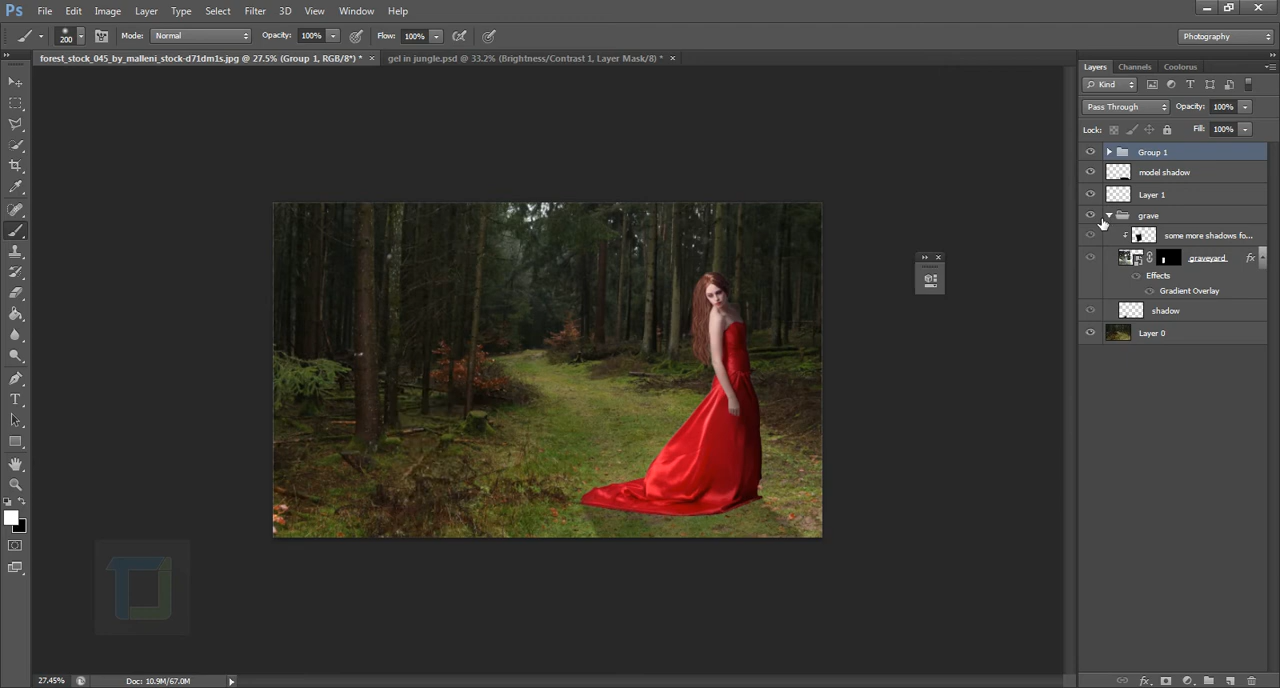 Ps File Edit Image Layer Type Select Filter 3D View Window Help
200 Mode: Normal Opacity: 100% Flow: 100% Photography
forest_stock_045_by_malleni_stock-d71dm1s.jpg @ 27.5% (Group 1, RGB/8*) * × gel in jungle.psd @ 33.2% (Brightness/Contrast 1, Layer Mask/8) * ×
Layers Channels Coolorus
Kind
Pass Through Opacity: 100%
Lock: Fill: 100%
Group 1
model shadow
Layer 1
grave
some more shadows fo...
graveyard fx
Effects
Gradient Overlay
shadow
Layer 0
27.45% Doc: 10.9M/67.0M